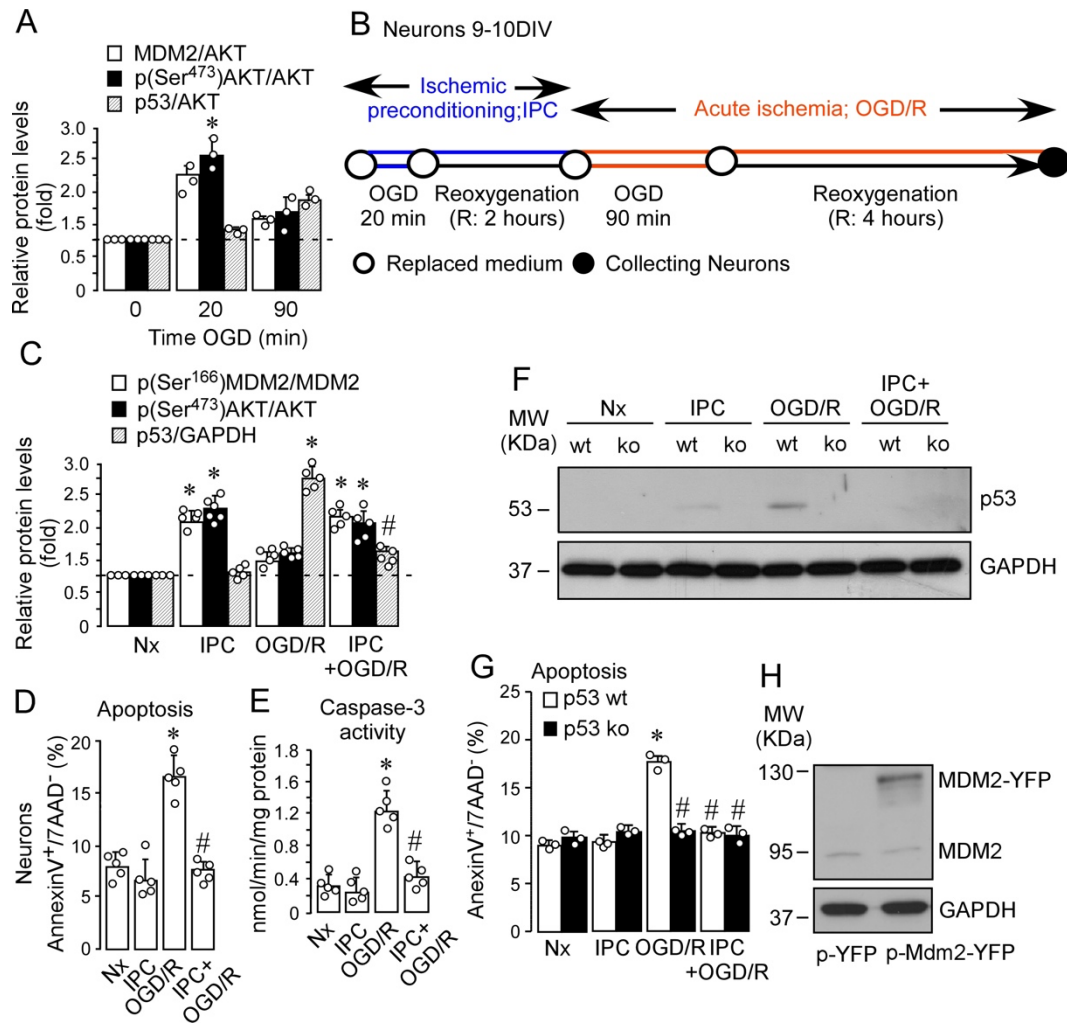 A
MDM2/AKT
p(Ser473)AKT/AKT
p53/AKT
Relative protein levels
(fold)
3.0
2.5
2.0
1.5
0.5
0
*
0 20 90
Time OGD (min)
B Neurons 9-10DIV
Ischemic
preconditioning;IPC
Acute ischemia; OGD/R
OGD
20 min
Reoxygenation
(R: 2 hours)
OGD
90 min
Reoxygenation
(R: 4 hours)
Replaced medium
Collecting Neurons
C
p(Ser166)MDM2/MDM2
p(Ser473)AKT/AKT
p53/GAPDH
Relative protein levels
(fold)
3.0
2.5
2.0
1.5
0.5
0
* * * * * #
Nx IPC OGD/R IPC
+OGD/R
D
Apoptosis
Neurons
AnnexinV+/7AAD- (%)
20
15
10
5
0
* #
Nx
IPC
OGD/R
IPC+
OGD/R
E
Caspase-3
activity
nmol/min/mg protein
1.8
1.6
1.2
0.8
0.4
0
* #
Nx
IPC
OGD/R
IPC+
OGD/R
F
MW
(KDa)
Nx IPC OGD/R IPC+
OGD/R
wt ko wt ko wt ko wt ko
53 –
p53
37 –
GAPDH
G
Apoptosis
p53 wt
p53 ko
AnexinV+/7AAD- (%)
25
20
15
10
5
0
* # # #
Nx IPC OGD/R IPC
+OGD/R
H
MW
(KDa)
130 –
MDM2-YFP
95 –
MDM2
37 –
GAPDH
p-YFP p-Mdm2-YFP